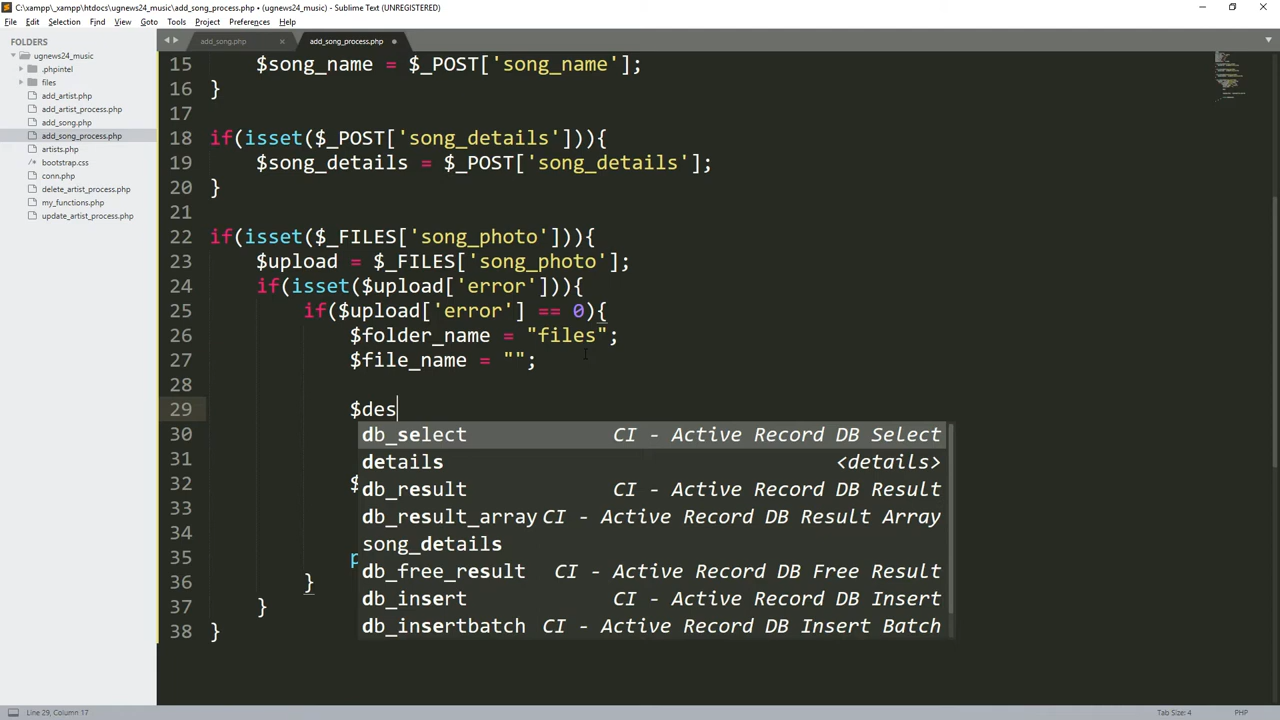 C:\xampp\_xampp\htdocs\ugnews24_music\add_song_process.php • (ugnews24_music) - Sublime Text (UNREGISTERED)
File Edit Selection Find View Goto Tools Project Preferences Help
FOLDERS
ugnews24_music
.phpintel
files
add_artist.php
add_artist_process.php
add_song.php
add_song_process.php
artists.php
bootstrap.css
conn.php
delete_artist_process.php
my_functions.php
update_artist_process.php
add_song.php × add_song_process.php
15 $song_name = $_POST['song_name'];
16 }
17
18 if(isset($_POST['song_details'])){
19 $song_details = $_POST['song_details'];
20 }
21
22 if(isset($_FILES['song_photo'])){
23 $upload = $_FILES['song_photo'];
24 if(isset($upload['error'])){
25 if($upload['error'] == 0){
26 $folder_name = "files";
27 $file_name = "";
28
29 $des
30
31
32 $
33
34
35 p
36 }
37 }
38 }
db_select CI - Active Record DB Select
details <details>
db_result CI - Active Record DB Result
db_result_array CI - Active Record DB Result Array
song_details
db_free_result CI - Active Record DB Free Result
db_insert CI - Active Record DB Insert
db_insertbatch CI - Active Record DB Insert Batch
Line 29, Column 17
Tab Size: 4 PHP